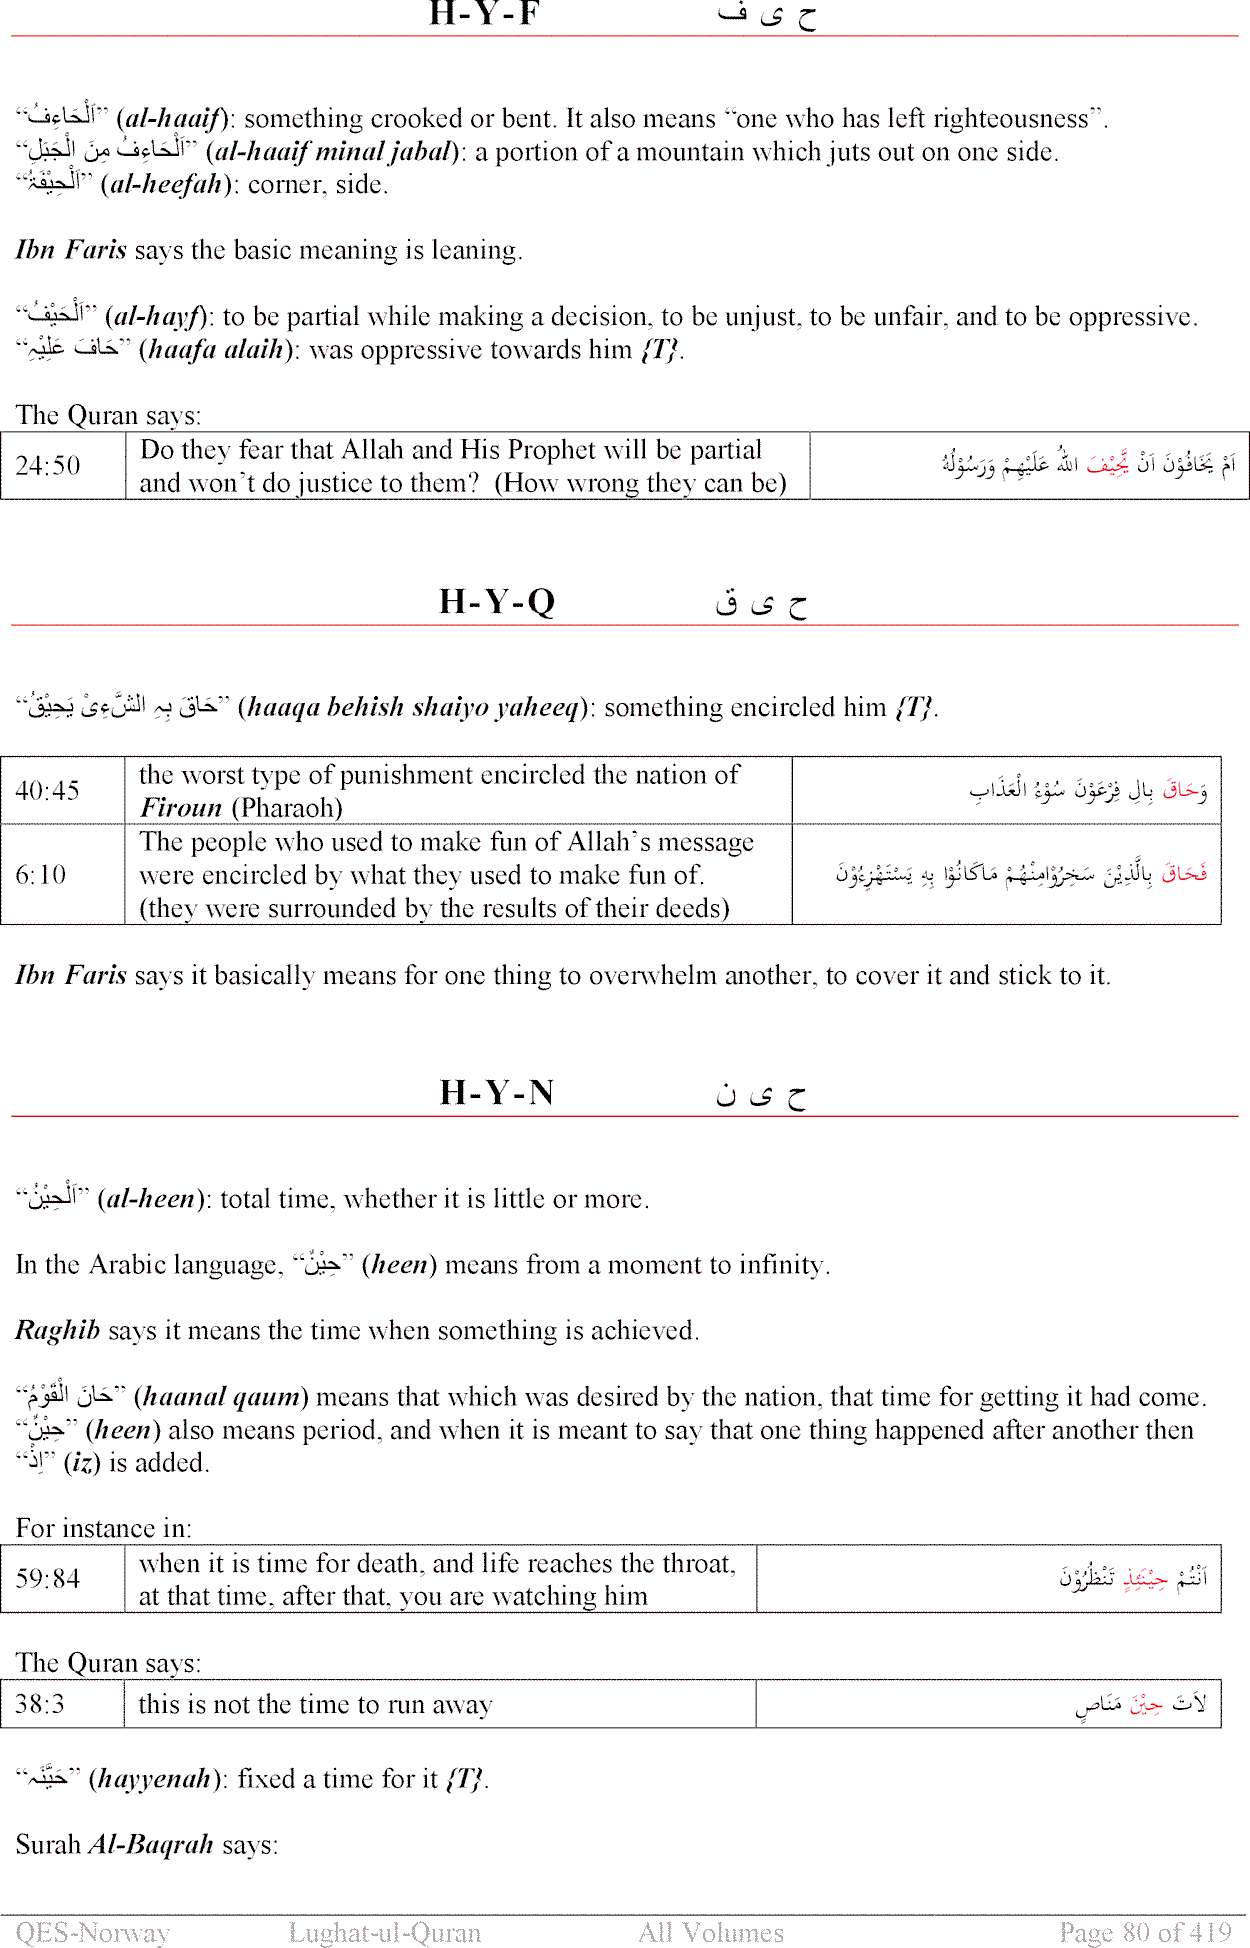 H-Y-F ح ی ف
“اَلْحَاءِفُ” (al-haaif): something crooked or bent. It also means “one who has left righteousness”.
“اَلْحَاءِفُ مِنَ الْجَبَلِ” (al-haaif minal jabal): a portion of a mountain which juts out on one side.
“اَلْحِيْفَۃُ” (al-heefah): corner, side.
Ibn Faris says the basic meaning is leaning.
“اَلْحَيْفُ” (al-hayf): to be partial while making a decision, to be unjust, to be unfair, and to be oppressive.
“حَافَ عَلَيْہِ” (haafa alaih): was oppressive towards him {T}.
The Quran says:
24:50 Do they fear that Allah and His Prophet will be partial
and won’t do justice to them? (How wrong they can be)
اَمْ يَخَافُوْنَ اَنْ يَّحِيْفَ اللهُ عَلَيْهِمْ وَرَسُوْلُهُ
H-Y-Q ح ی ق
“حَاقَ بِہِ الشَّءِیْ يَحِيْقُ” (haaqa behish shaiyo yaheeq): something encircled him {T}.
40:45 the worst type of punishment encircled the nation of
Firoun (Pharaoh)
وَحَاقَ بِالِ فِرْعَوْنَ سُوْءُ الْعَذَابِ
6:10 The people who used to make fun of Allah’s message
were encircled by what they used to make fun of.
(they were surrounded by the results of their deeds)
فَحَاقَ بِالَّذِيْنَ سَخِرُوْامِنْهُمْ مَاكَانُوْا بِهِ يَسْتَهْزِءُوْنَ
Ibn Faris says it basically means for one thing to overwhelm another, to cover it and stick to it.
H-Y-N ح ی ن
“اَلْحِيْنُ” (al-heen): total time, whether it is little or more.
In the Arabic language, “حِيْنٌ” (heen) means from a moment to infinity.
Raghib says it means the time when something is achieved.
“حَانَ الْقَوْمُ” (haanal qaum) means that which was desired by the nation, that time for getting it had come.
“حِيْنٌ” (heen) also means period, and when it is meant to say that one thing happened after another then
“اِذْ” (iz) is added.
For instance in:
59:84 when it is time for death, and life reaches the throat,
at that time, after that, you are watching him
اَنْتُمْ حِيْنَئِذٍ تَنْظُرُوْنَ
The Quran says:
38:3 this is not the time to run away لاَتَ حِيْنَ مَنَاصٍ
“حَيَّنَہ” (hayyenah): fixed a time for it {T}.
Surah Al-Baqrah says:
QES-Norway Lughat-ul-Quran All Volumes Page 80 of 419